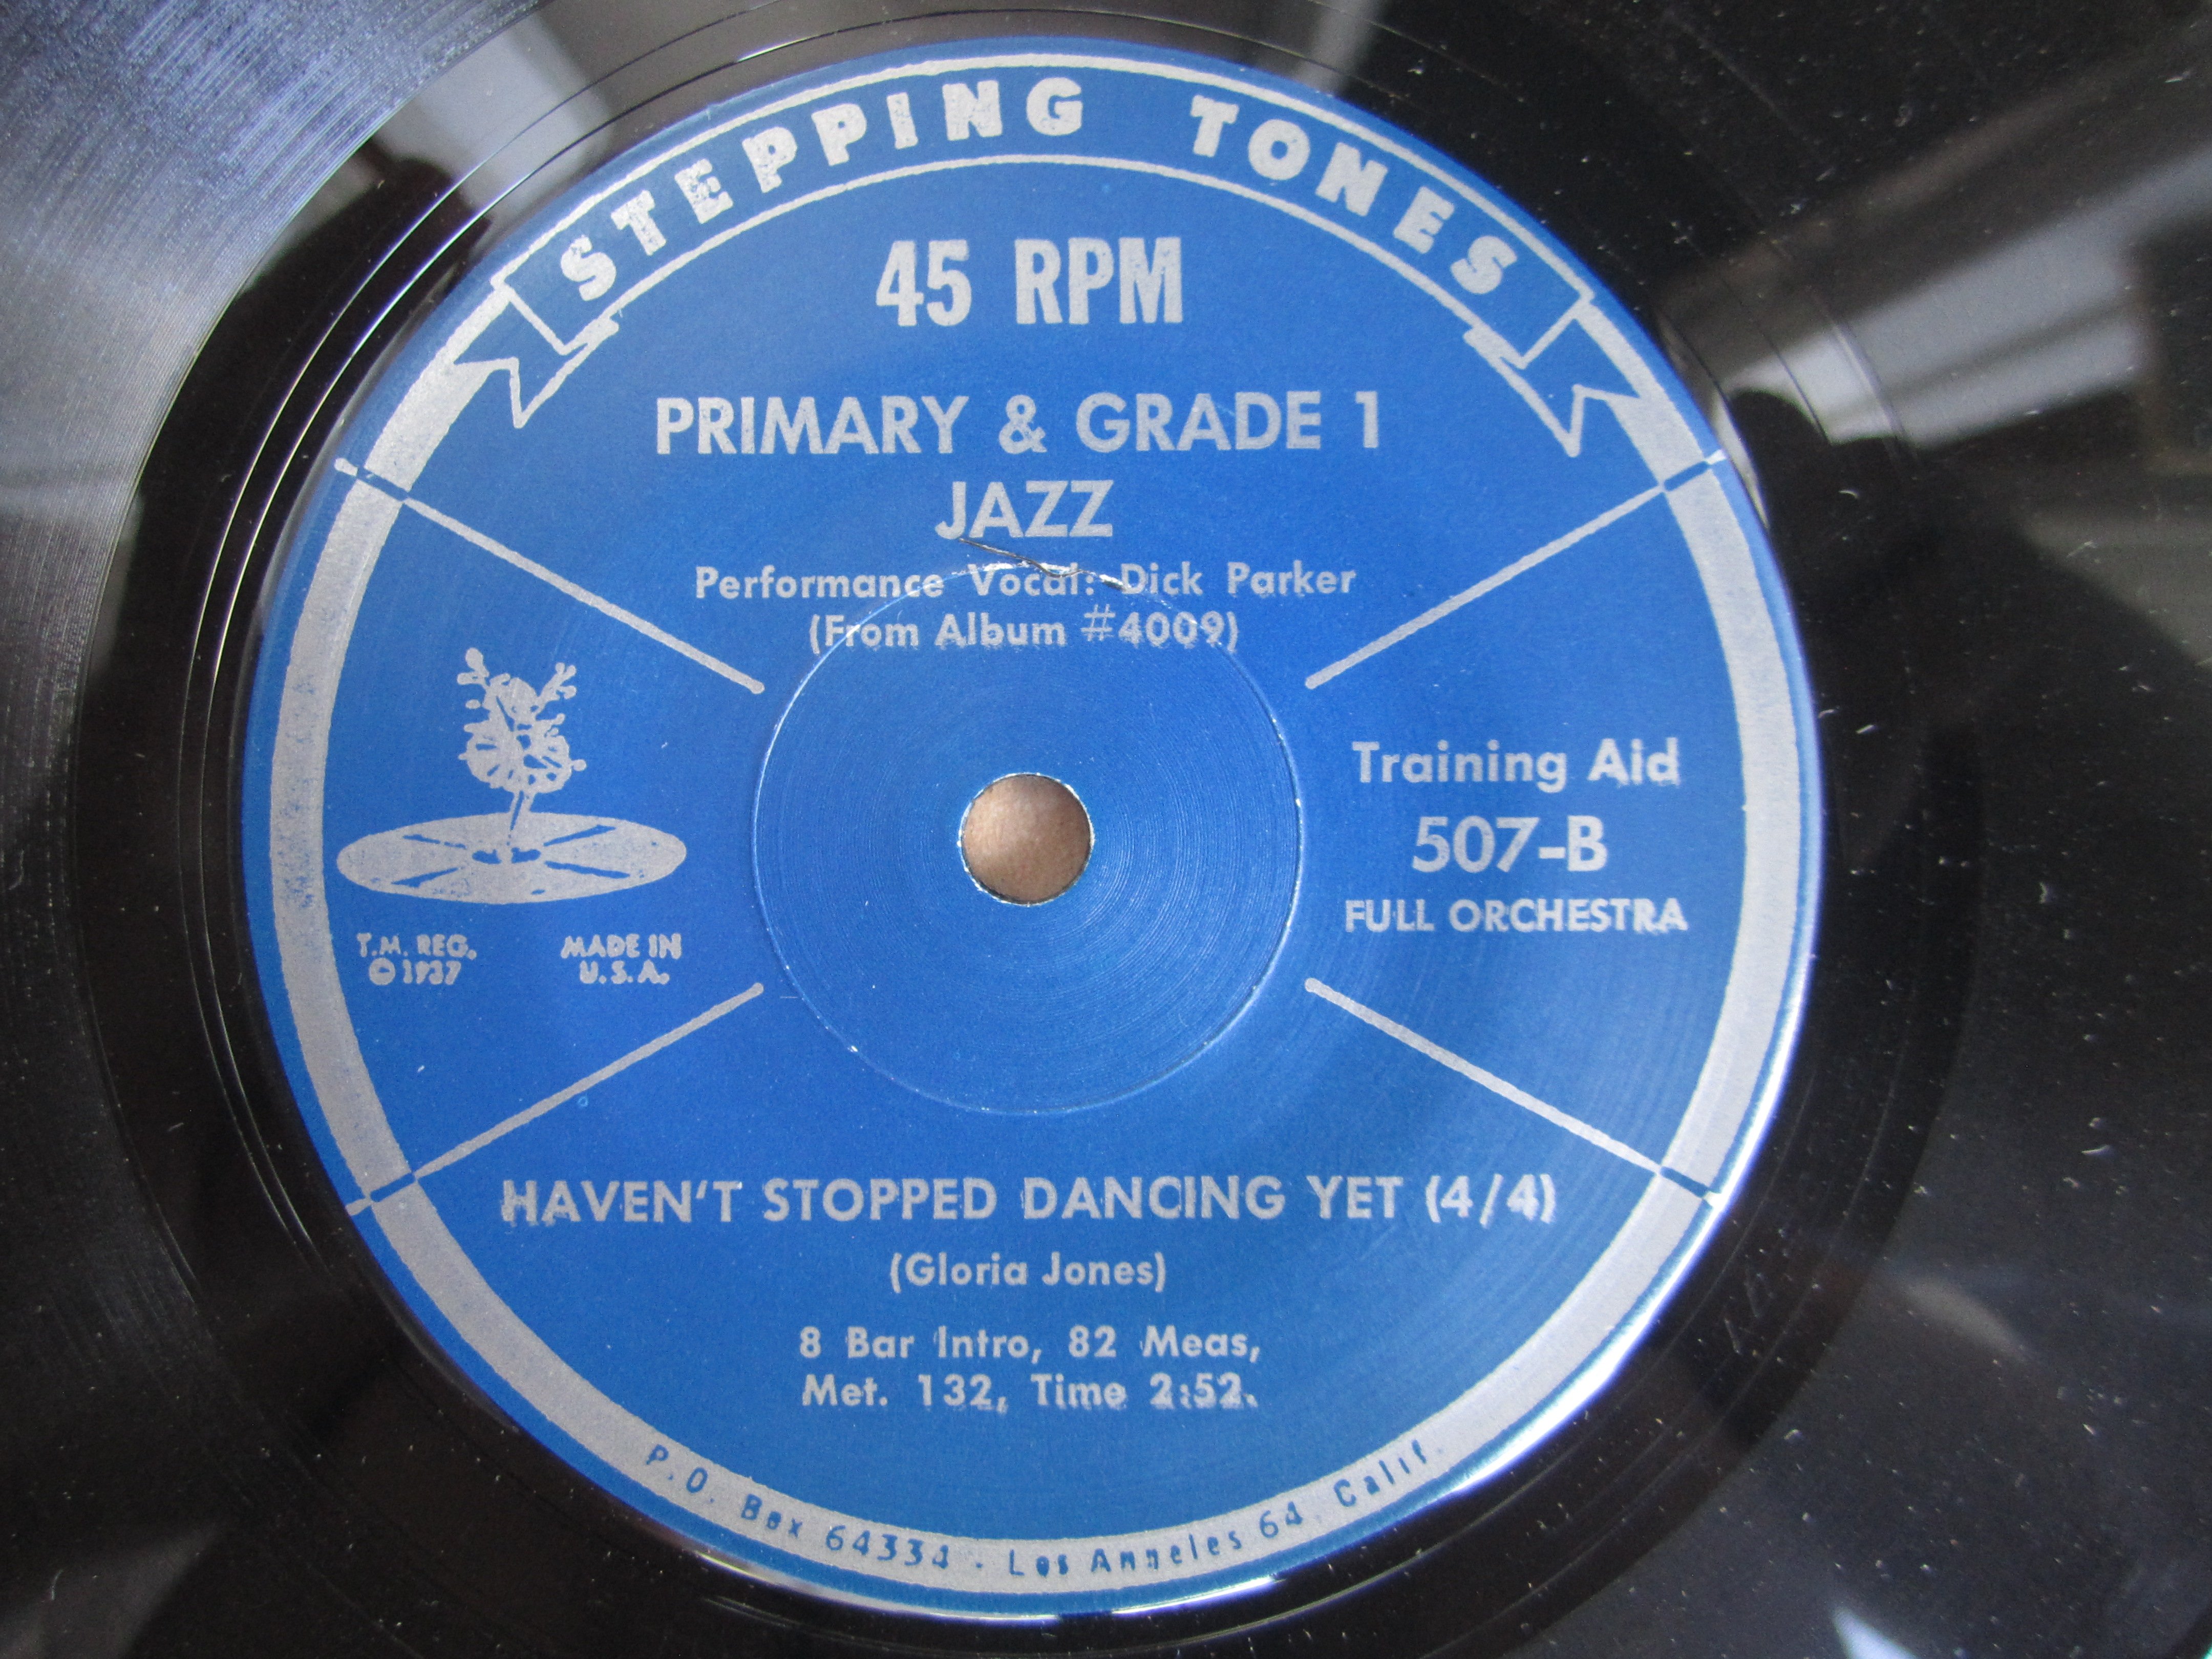 STEPPING TONES
45 RPM
PRIMARY & GRADE 1
JAZZ
Performance Vocal: Dick Parker
(From Album #4009)
T.M. REG.
© 1937
MADE IN
U.S.A.
Training Aid
507-B
FULL ORCHESTRA
HAVEN'T STOPPED DANCING YET (4/4)
(Gloria Jones)
8 Bar Intro, 82 Meas,
Met. 132, Time 2:52.
P.O. Box 64334 - Los Angeles 64, Calif.